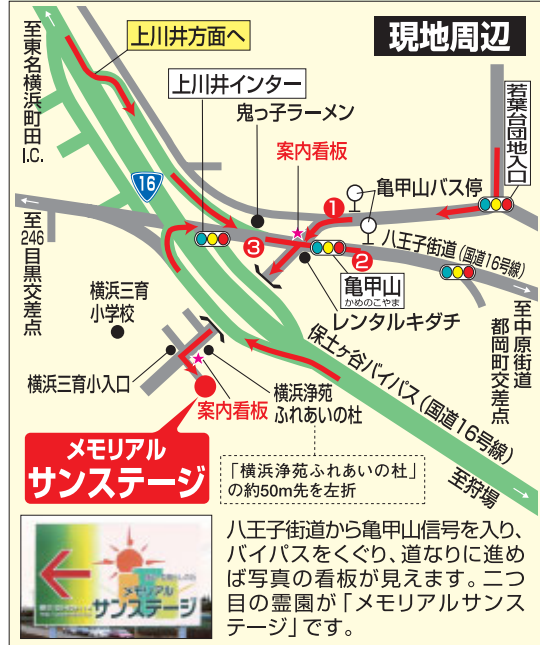 現地周辺
至東名横浜町田I.C.
上川井方面へ
上川井インター
鬼っ子ラーメン
案内看板
亀甲山バス停
若葉台団地入口
16
1
2
3
八王子街道(国道16号線)
亀甲山
かめのこやま
レンタルキダチ
至246目黒交差点
至中原街道
都岡町交差点
横浜三育
小学校
横浜三育小入口
案内看板
横浜浄苑
ふれあいの杜
保土ヶ谷バイパス(国道16号線)
至狩場
メモリアル
サンステージ
「横浜浄苑ふれあいの杜」
の約50m先を左折
メモリアル
サンステージ
八王子街道から亀甲山信号を入り、
バイパスをくぐり、道なりに進め
ば写真の看板が見えます。二つ
目の霊園が「メモリアルサンス
テージ」です。